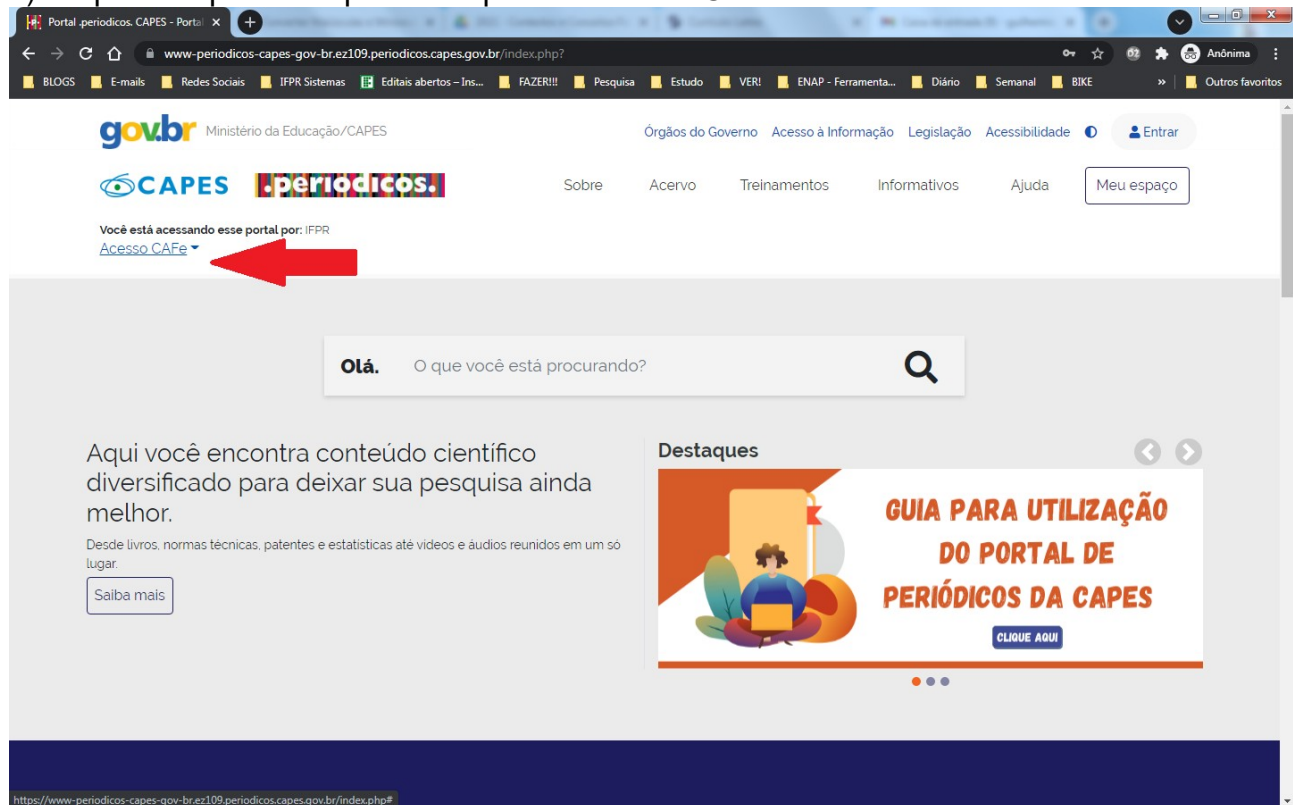 Portal .periodicos. CAPES - Portal
www-periodicos-capes-gov-br.ez109.periodicos.capes.gov.br/index.php?
Anônima
BLOGS E-mails Redes Sociais IFPR Sistemas Editais abertos – Ins... FAZER!!! Pesquisa Estudo VER! ENAP - Ferramenta... Diário Semanal BIKE » Outros favoritos
gov.br Ministério da Educação/CAPES Órgãos do Governo Acesso à Informação Legislação Acessibilidade Entrar
CAPES .periodicos. Sobre Acervo Treinamentos Informativos Ajuda Meu espaço
Você está acessando esse portal por: IFPR
Acesso CAFe
Olá. O que você está procurando?
Aqui você encontra conteúdo científico
diversificado para deixar sua pesquisa ainda
melhor.
Desde livros, normas técnicas, patentes e estatísticas até vídeos e áudios reunidos em um só
lugar.
Saiba mais
Destaques
GUIA PARA UTILIZAÇÃO
DO PORTAL DE
PERIÓDICOS DA CAPES
CLIQUE AQUI
https://www-periodicos-capes-gov-br.ez109.periodicos.capes.gov.br/index.php#